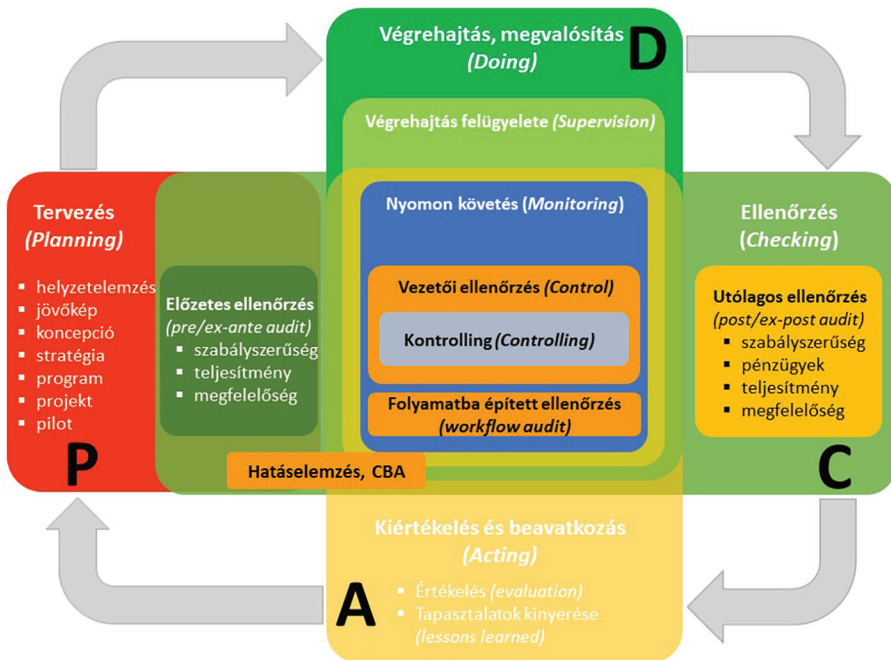 Végrehajtás, megvalósítás
(Doing)
D
Végrehajtás felügyelete (Supervision)
Tervezés
(Planning)
▪ helyzetelemzés
▪ jövőkép
▪ koncepció
▪ stratégia
▪ program
▪ projekt
▪ pilot
P
Előzetes ellenőrzés
(pre/ex-ante audit)
▪ szabályszerűség
▪ teljesítmény
▪ megfelelőség
Nyomon követés (Monitoring)
Vezetői ellenőrzés (Control)
Kontrolling (Controlling)
Folyamatba épített ellenőrzés
(workflow audit)
Ellenőrzés
(Checking)
Utólagos ellenőrzés
(post/ex-post audit)
▪ szabályszerűség
▪ pénzügyek
▪ teljesítmény
▪ megfelelőség
C
Hatáselemzés, CBA
Kiértékelés és beavatkozás
(Acting)
A
▪ Értékelés (evaluation)
▪ Tapasztalatok kinyerése
(lessons learned)